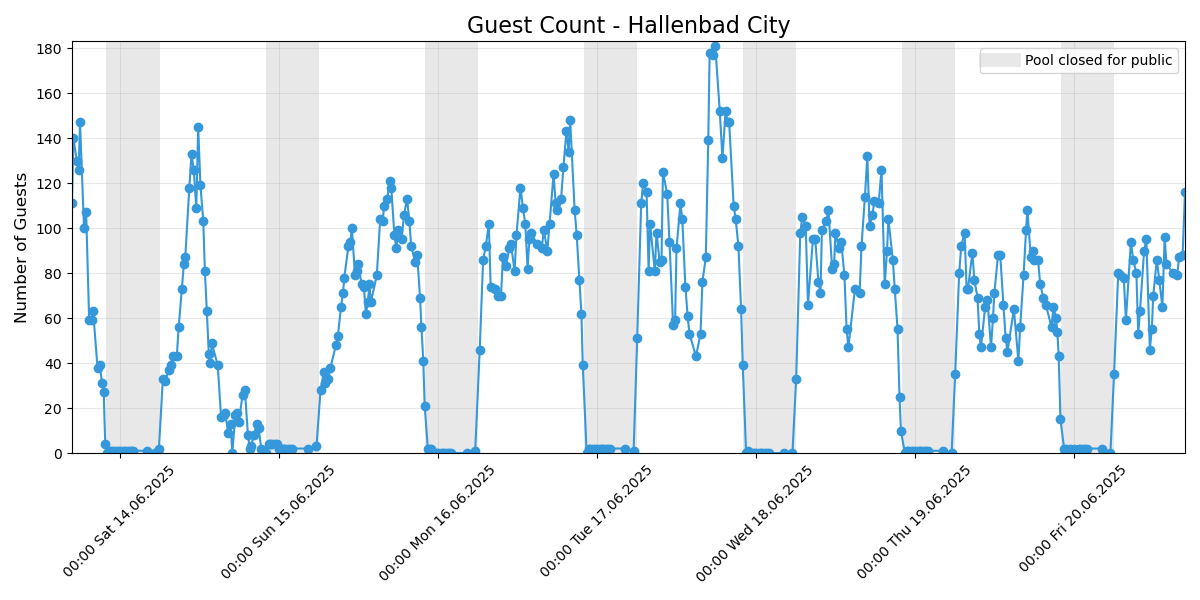 Guest Count - Hallenbad City
Pool closed for public
Number of Guests
180
160
140
120
100
80
60
40
20
0
00:00 Sat 14.06.2025
00:00 Sun 15.06.2025
00:00 Mon 16.06.2025
00:00 Tue 17.06.2025
00:00 Wed 18.06.2025
00:00 Thu 19.06.2025
00:00 Fri 20.06.2025